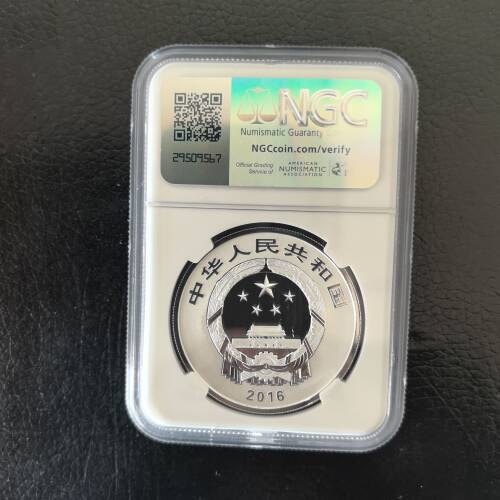 NGC
Numismatic Guaranty
NGCcoin.com/verify
29509567
Official Grading
Service of
AMERICAN
NUMISMATIC
ASSOCIATION
中华人民共和国
2016